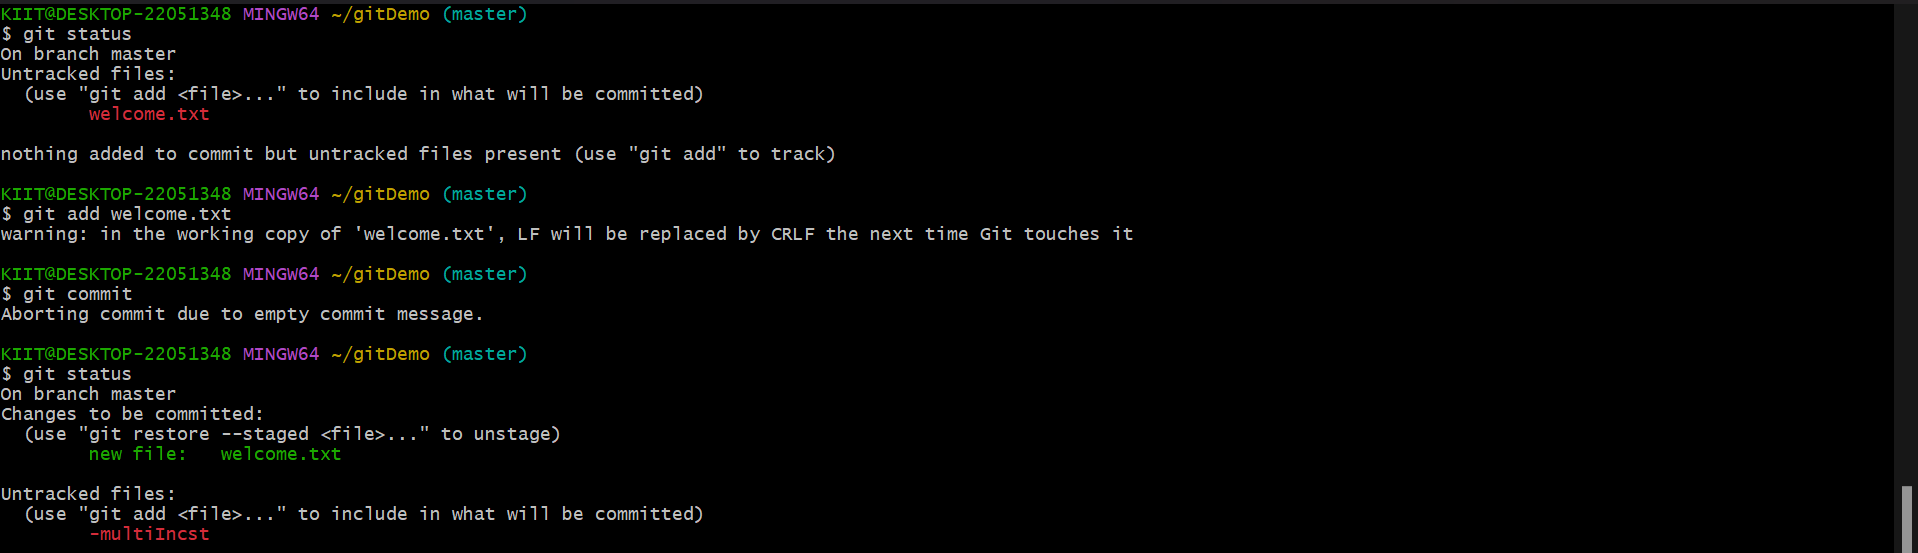 KIIT@DESKTOP-22051348 MINGW64 ~/gitDemo (master)
$ git status
On branch master
Untracked files:
  (use "git add <file>..." to include in what will be committed)
        welcome.txt

nothing added to commit but untracked files present (use "git add" to track)

KIIT@DESKTOP-22051348 MINGW64 ~/gitDemo (master)
$ git add welcome.txt
warning: in the working copy of 'welcome.txt', LF will be replaced by CRLF the next time Git touches it

KIIT@DESKTOP-22051348 MINGW64 ~/gitDemo (master)
$ git commit
Aborting commit due to empty commit message.

KIIT@DESKTOP-22051348 MINGW64 ~/gitDemo (master)
$ git status
On branch master
Changes to be committed:
  (use "git restore --staged <file>..." to unstage)
        new file:   welcome.txt

Untracked files:
  (use "git add <file>..." to include in what will be committed)
        -multiIncst